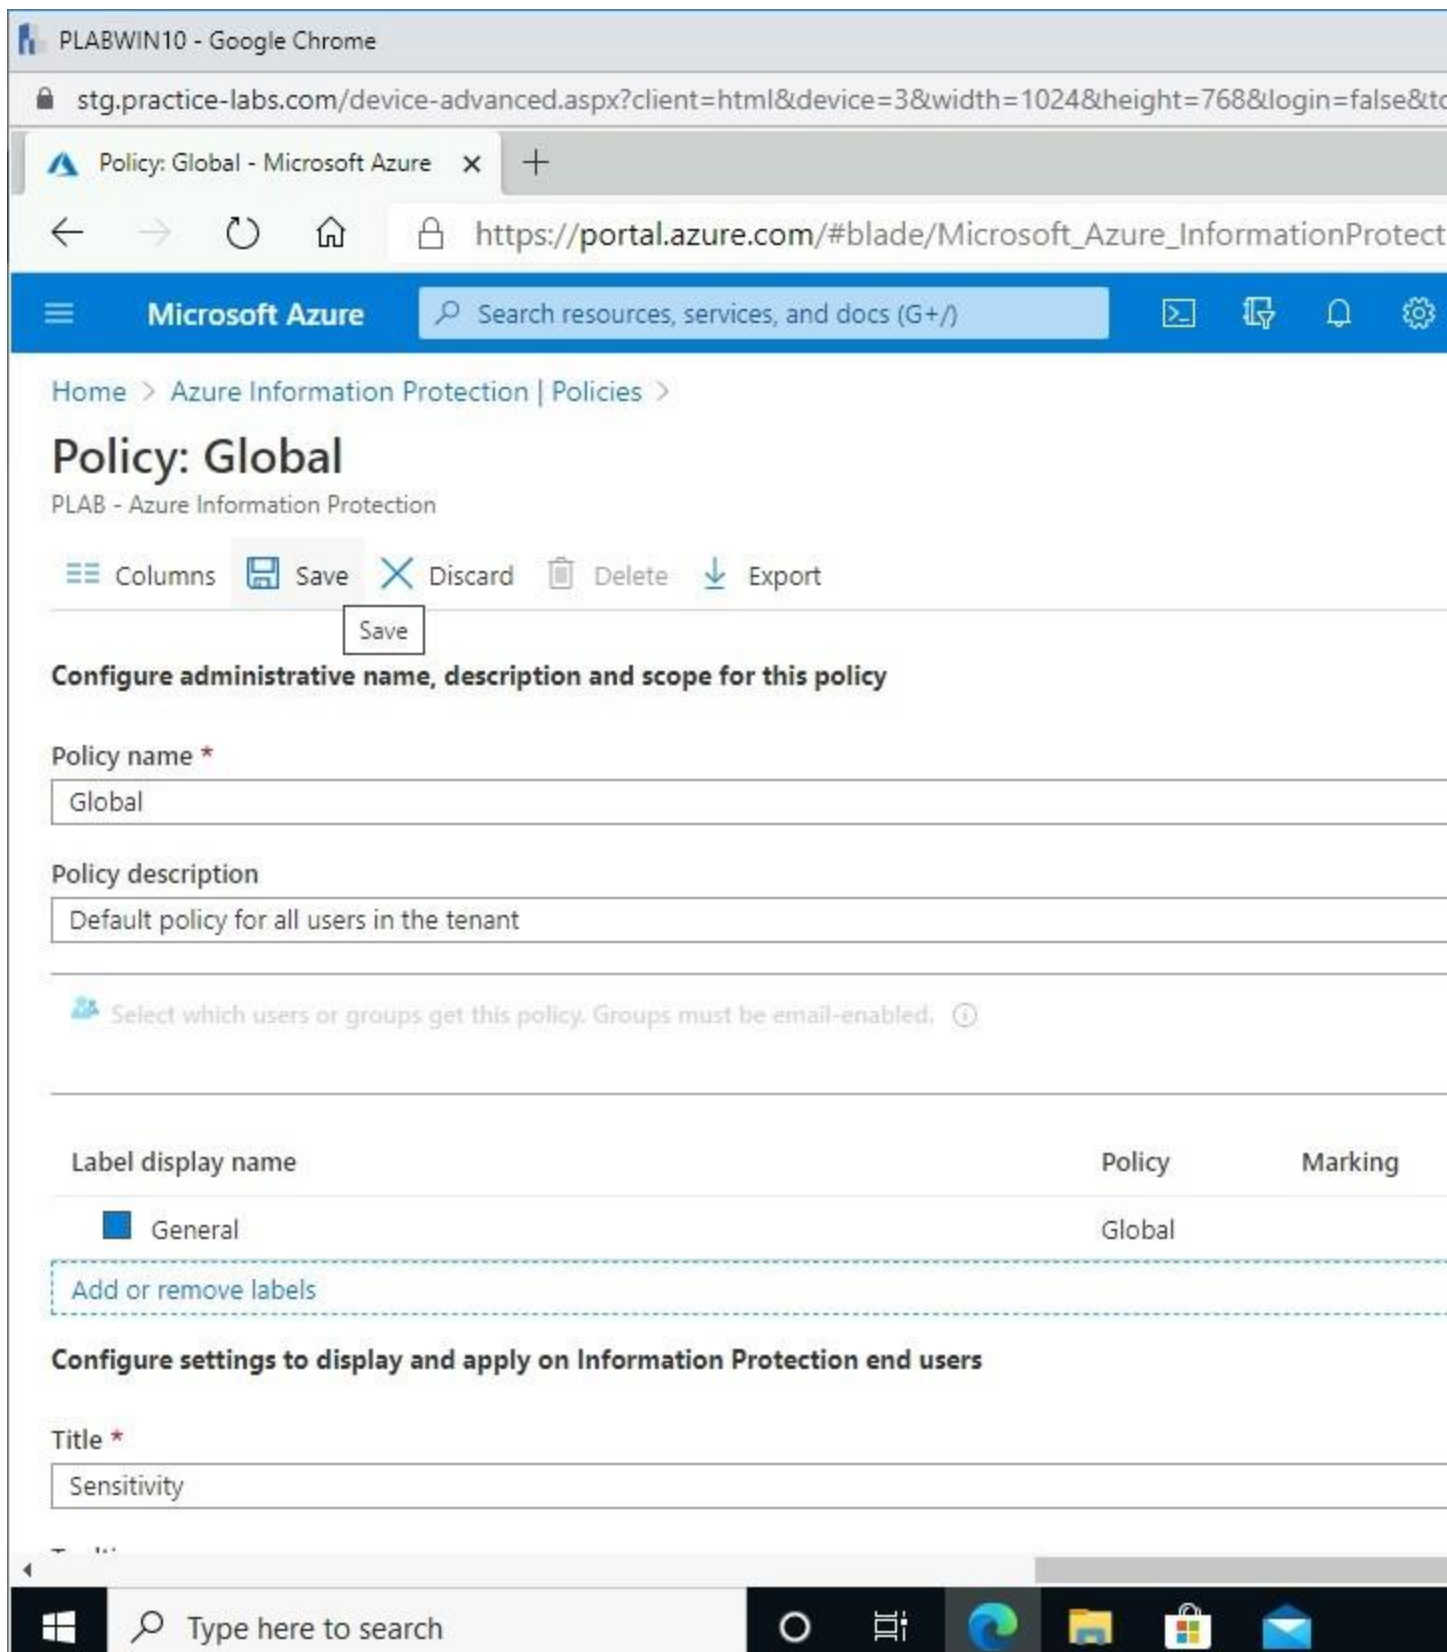 PLABWIN10 - Google Chrome
stg.practice-labs.com/device-advanced.aspx?client=html&device=3&width=1024&height=768&login=false&to
Policy: Global - Microsoft Azure
https://portal.azure.com/#blade/Microsoft_Azure_InformationProtect
Microsoft Azure Search resources, services, and docs (G+/)
Home > Azure Information Protection | Policies >
Policy: Global
PLAB - Azure Information Protection
Columns Save Discard Delete Export
Save
Configure administrative name, description and scope for this policy
Policy name *
Global
Policy description
Default policy for all users in the tenant
Select which users or groups get this policy. Groups must be email-enabled.
Label display name Policy Marking
General Global
Add or remove labels
Configure settings to display and apply on Information Protection end users
Title *
Sensitivity
Type here to search